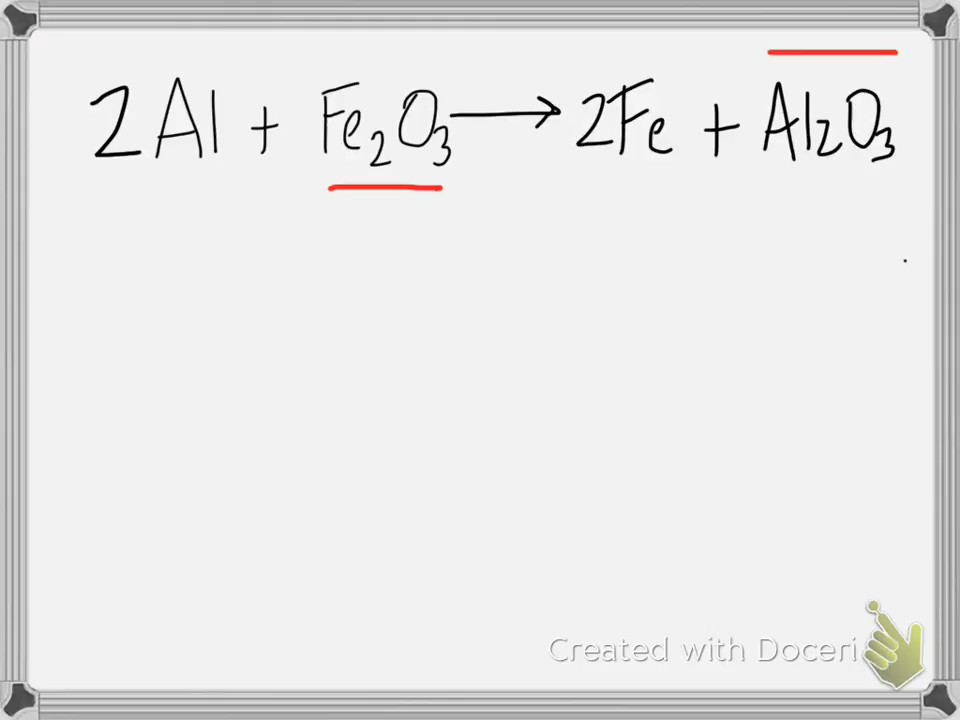 2Al + Fe₂O₃ → 2Fe + Al₂O₃
Created with Doceri